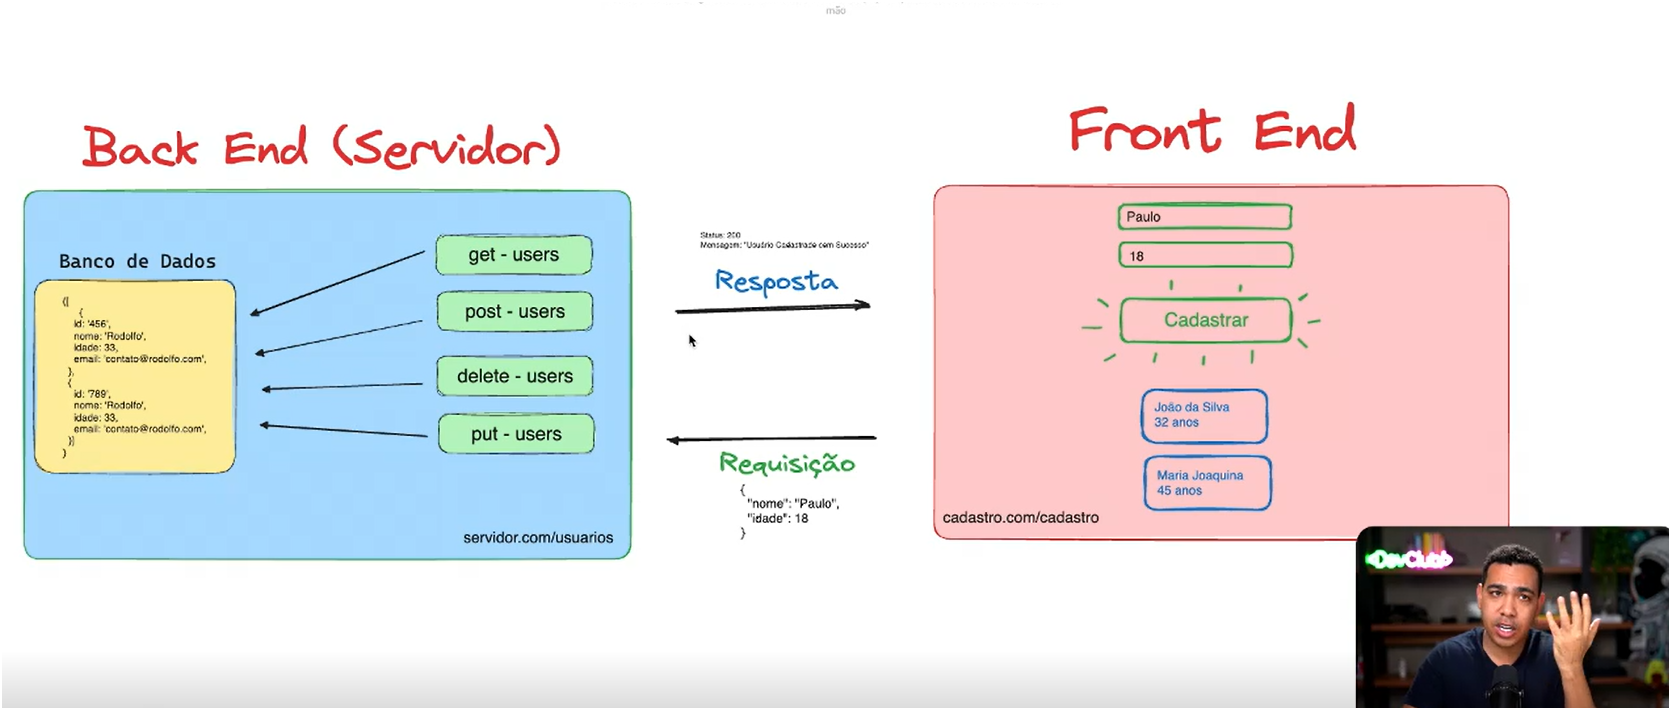 mão
Back End (Servidor)
Banco de Dados
{[
{
id: '456',
nome: 'Rodolfo',
idade: 33,
email: 'contato@rodolfo.com',
},
{
id: '789',
nome: 'Rodolfo',
idade: 33,
email: 'contato@rodolfo.com',
}]
}
get - users
post - users
delete - users
put - users
servidor.com/usuarios
Status: 200
Mensagem: "Usuário Cadastrado com Sucesso"
Resposta
Requisição
{
"nome": "Paulo",
"idade": 18
}
Front End
Paulo
18
Cadastrar
João da Silva
32 anos
Maria Joaquina
45 anos
cadastro.com/cadastro
DevClub